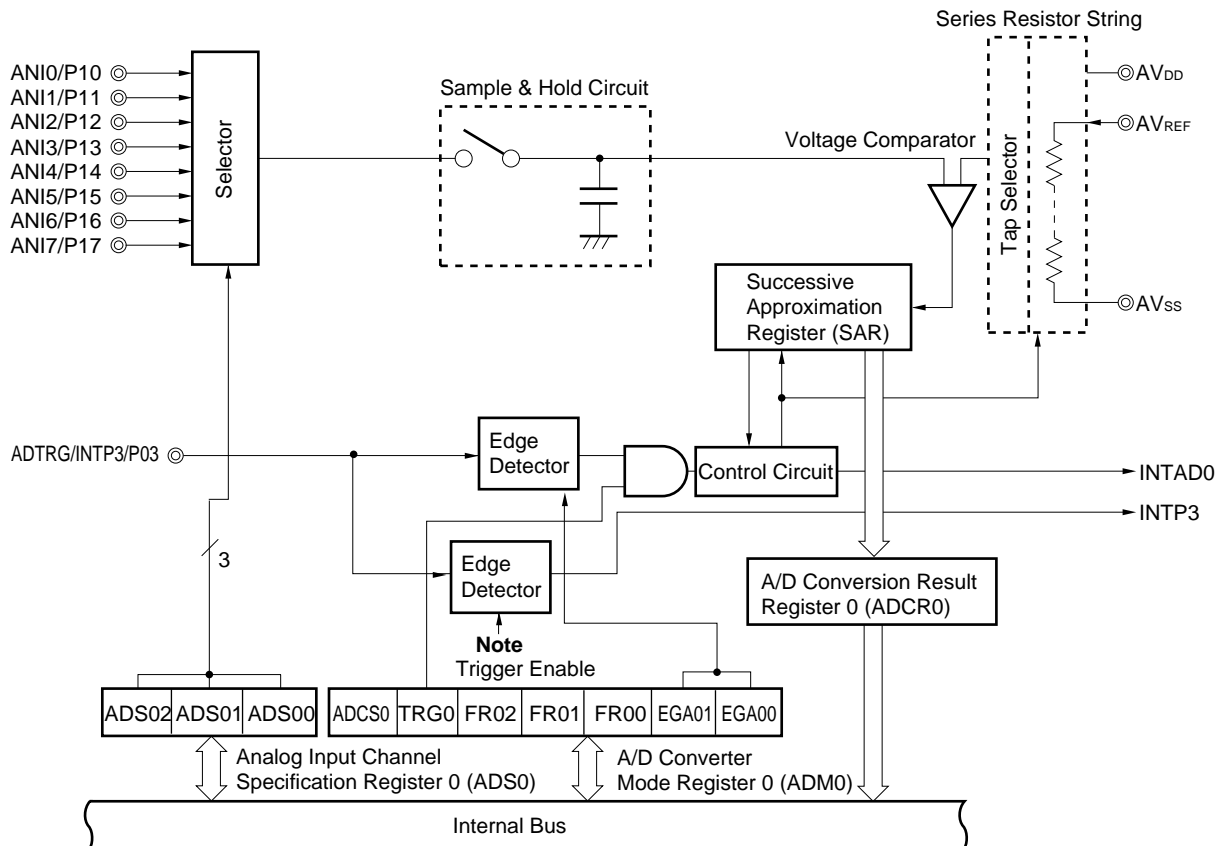 Series Resistor String
ANI0/P10
ANI1/P11
ANI2/P12
ANI3/P13
ANI4/P14
ANI5/P15
ANI6/P16
ANI7/P17
Selector
Sample & Hold Circuit
Voltage Comparator
Tap Selector
AVDD
AVREF
AVSS
Successive
Approximation
Register (SAR)
ADTRG/INTP3/P03
Edge
Detector
Control Circuit
INTAD0
INTP3
3
Edge
Detector
A/D Conversion Result
Register 0 (ADCR0)
Note
Trigger Enable
ADS02 ADS01 ADS00
ADCS0 TRG0 FR02 FR01 FR00 EGA01 EGA00
Analog Input Channel
Specification Register 0 (ADS0)
A/D Converter
Mode Register 0 (ADM0)
Internal Bus